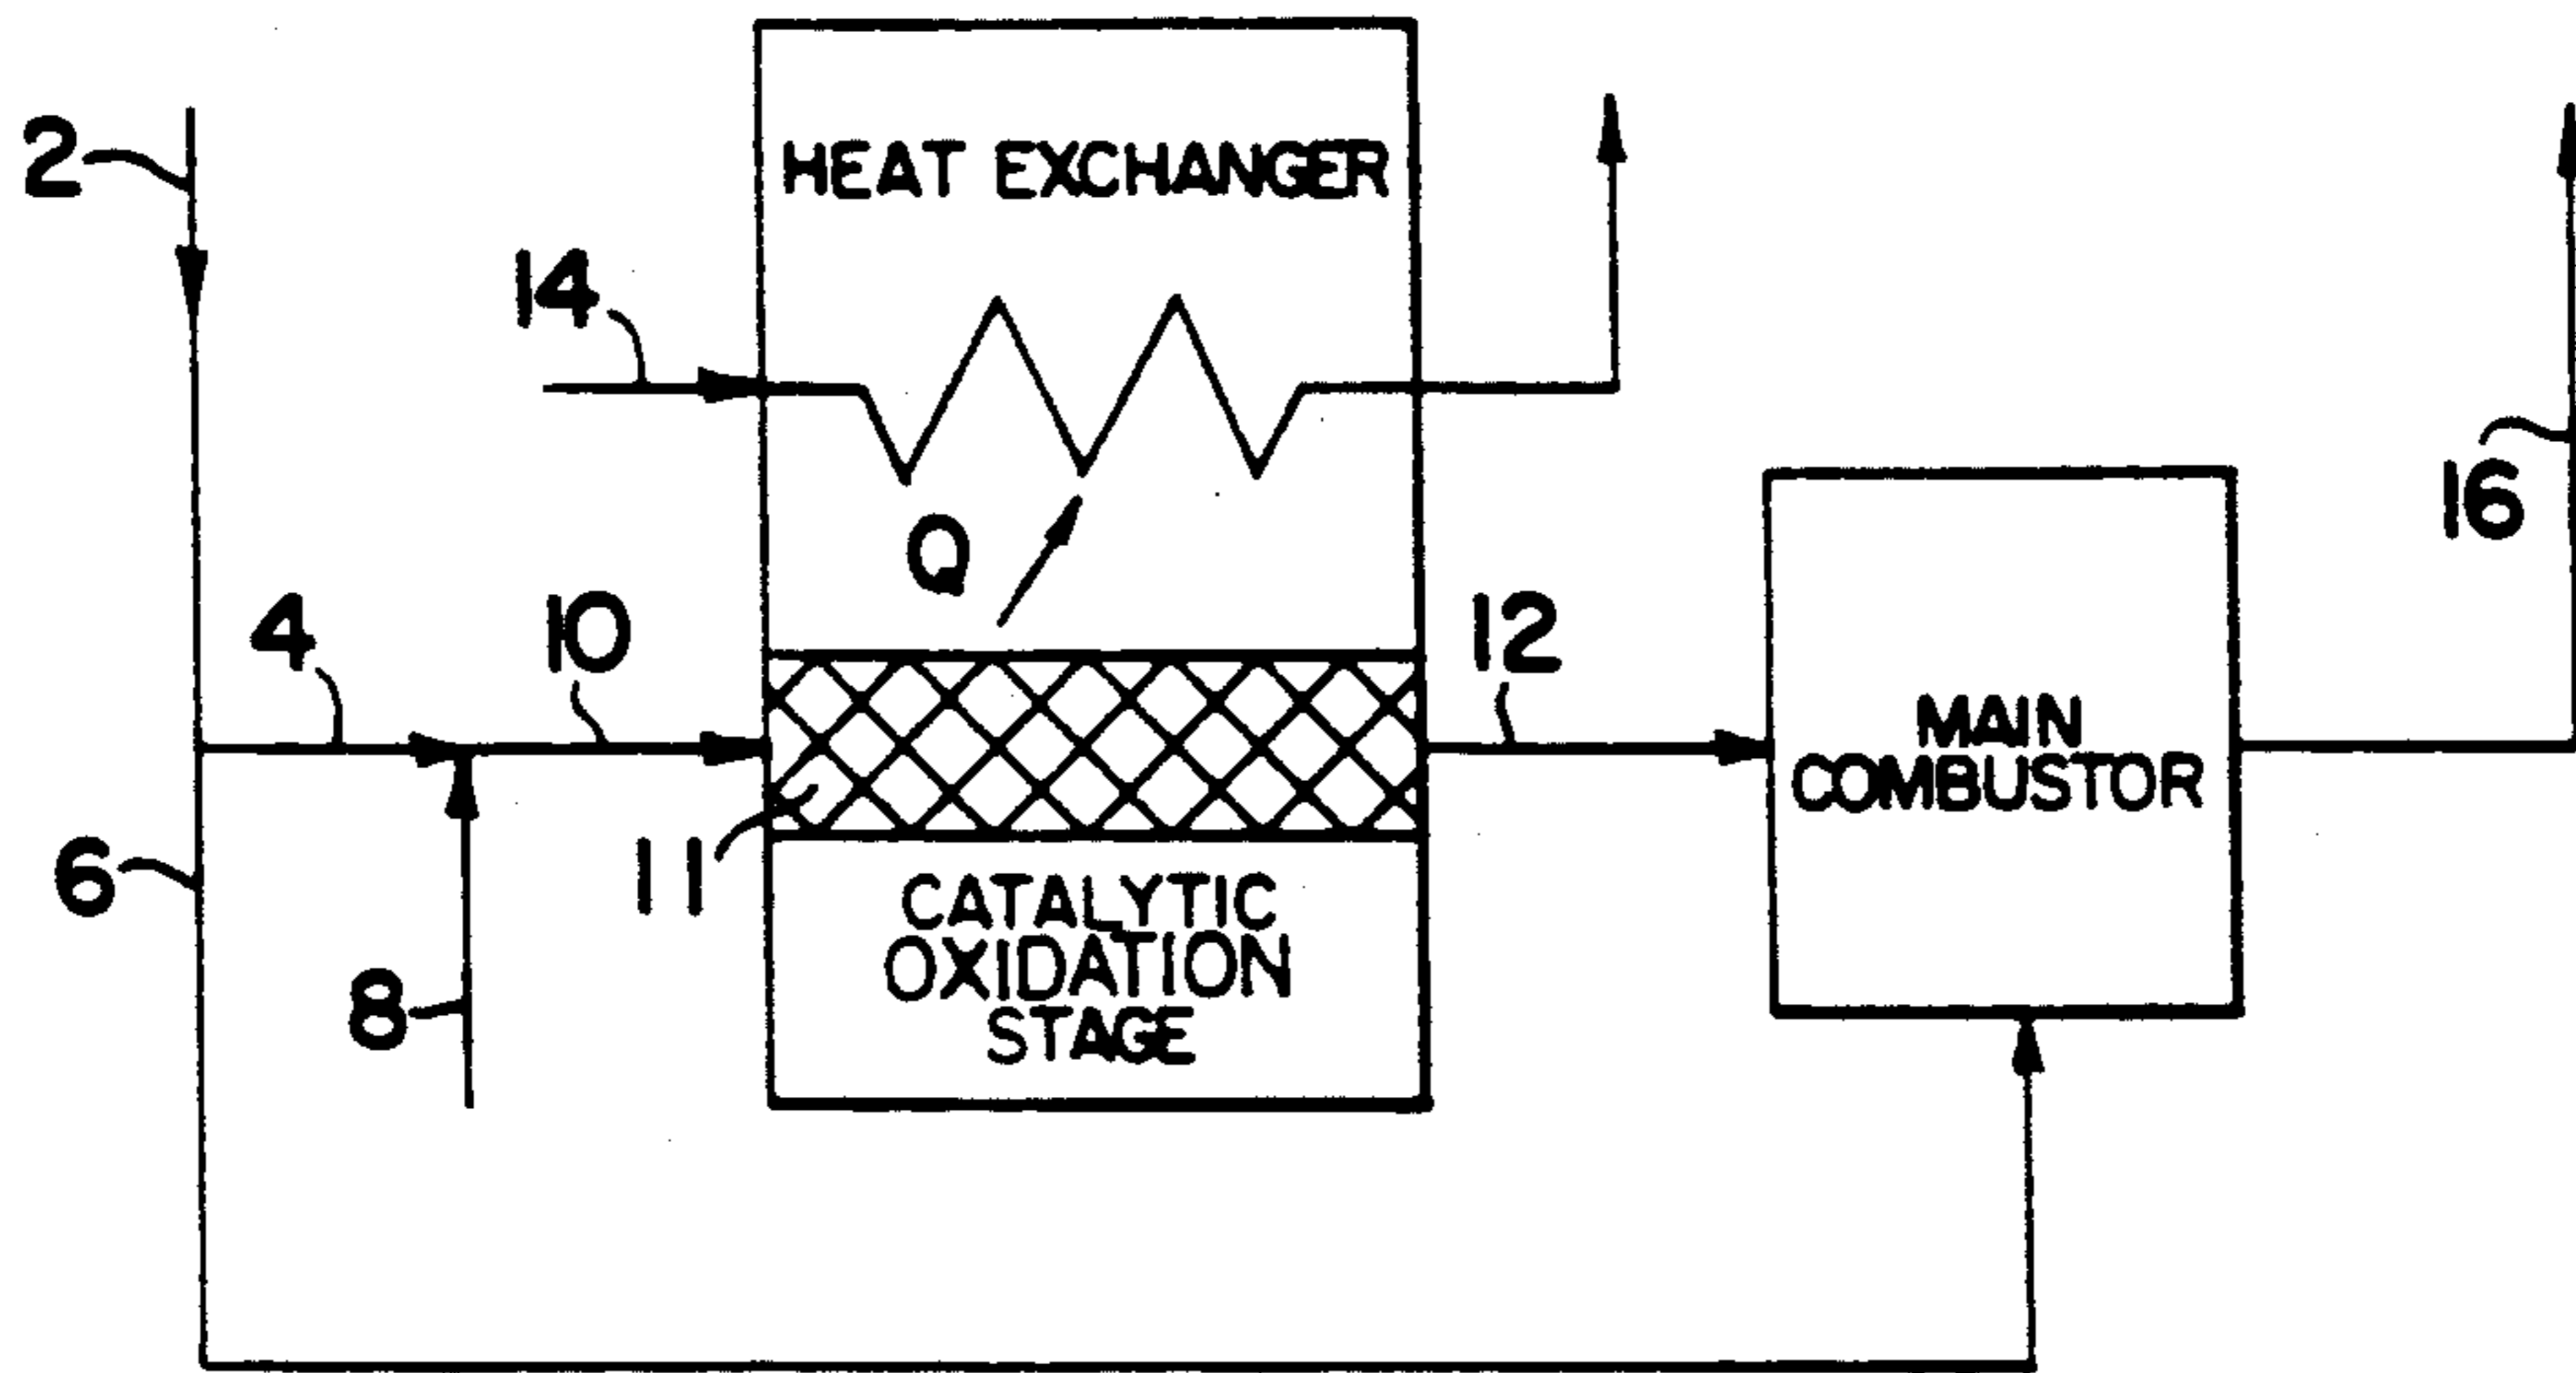 2
HEAT EXCHANGER
14
16
Q
4
10
12
MAIN
COMBUSTOR
11
6
CATALYTIC
OXIDATION
STAGE
8